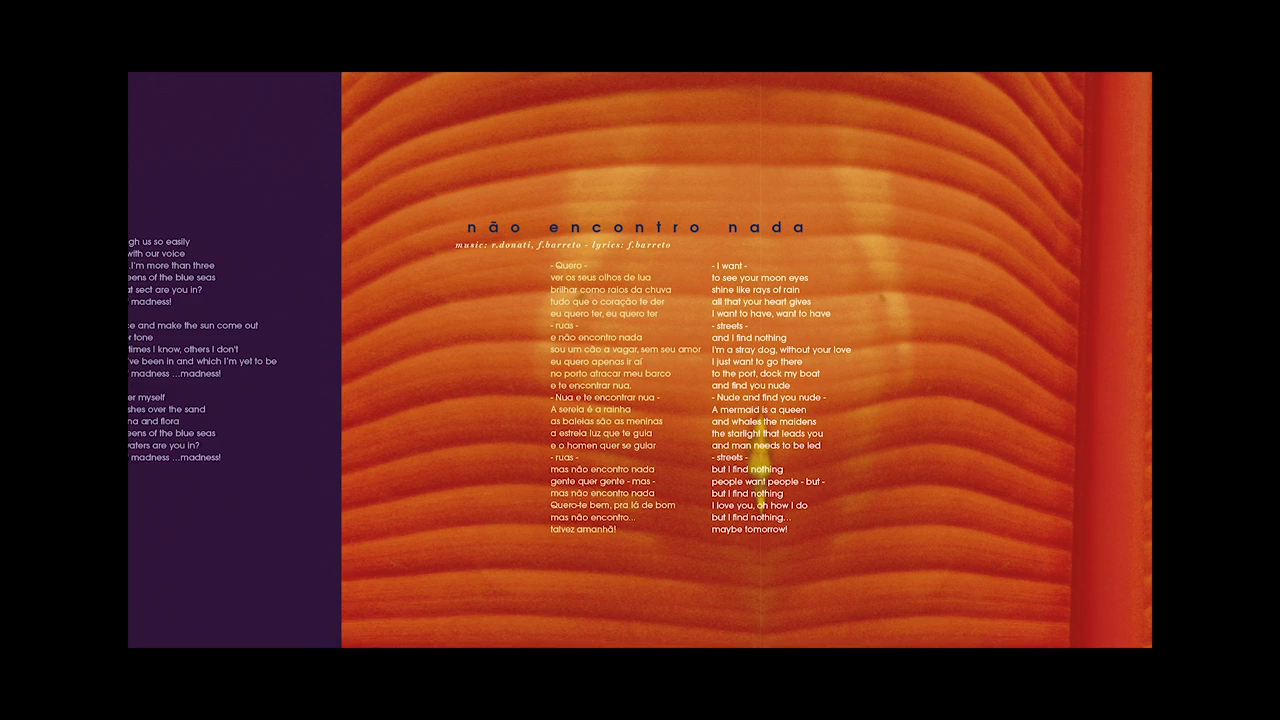 gh us so easily
with our voice
.I'm more than three
eens of the blue seas
at sect are you in?
madness!
ce and make the sun come out
r tone
times I know, others I don't
've been in and which I'm yet to be
madness ...madness!
er myself
shes over the sand
na and flora
eens of the blue seas
vaters are you in?
madness ...madness!
não encontro nada
music: r.donati, f.barreto - lyrics: f.barreto
- Quero -
ver os seus olhos de lua
brilhar como raios da chuva
tudo que o coração te der
eu quero ter, eu quero ter
- ruas -
e não encontro nada
sou um cão a vagar, sem seu amor
eu quero apenas ir aí
no porto atracar meu barco
e te encontrar nua.
- Nua e te encontrar nua -
A sereia é a rainha
as baleias são as meninas
a estrela luz que te guia
e o homen quer se guiar
- ruas -
mas não encontro nada
gente quer gente - mas -
mas não encontro nada
Quero-te bem, pra lá de bom
mas não encontro...
talvez amanhã!
- I want -
to see your moon eyes
shine like rays of rain
all that your heart gives
I want to have, want to have
- streets -
and I find nothing
I'm a stray dog, without your love
I just want to go there
to the port, dock my boat
and find you nude
- Nude and find you nude -
A mermaid is a queen
and whales the maidens
the starlight that leads you
and man needs to be led
- streets -
but I find nothing
people want people - but -
but I find nothing
I love you, oh how I do
but I find nothing...
maybe tomorrow!